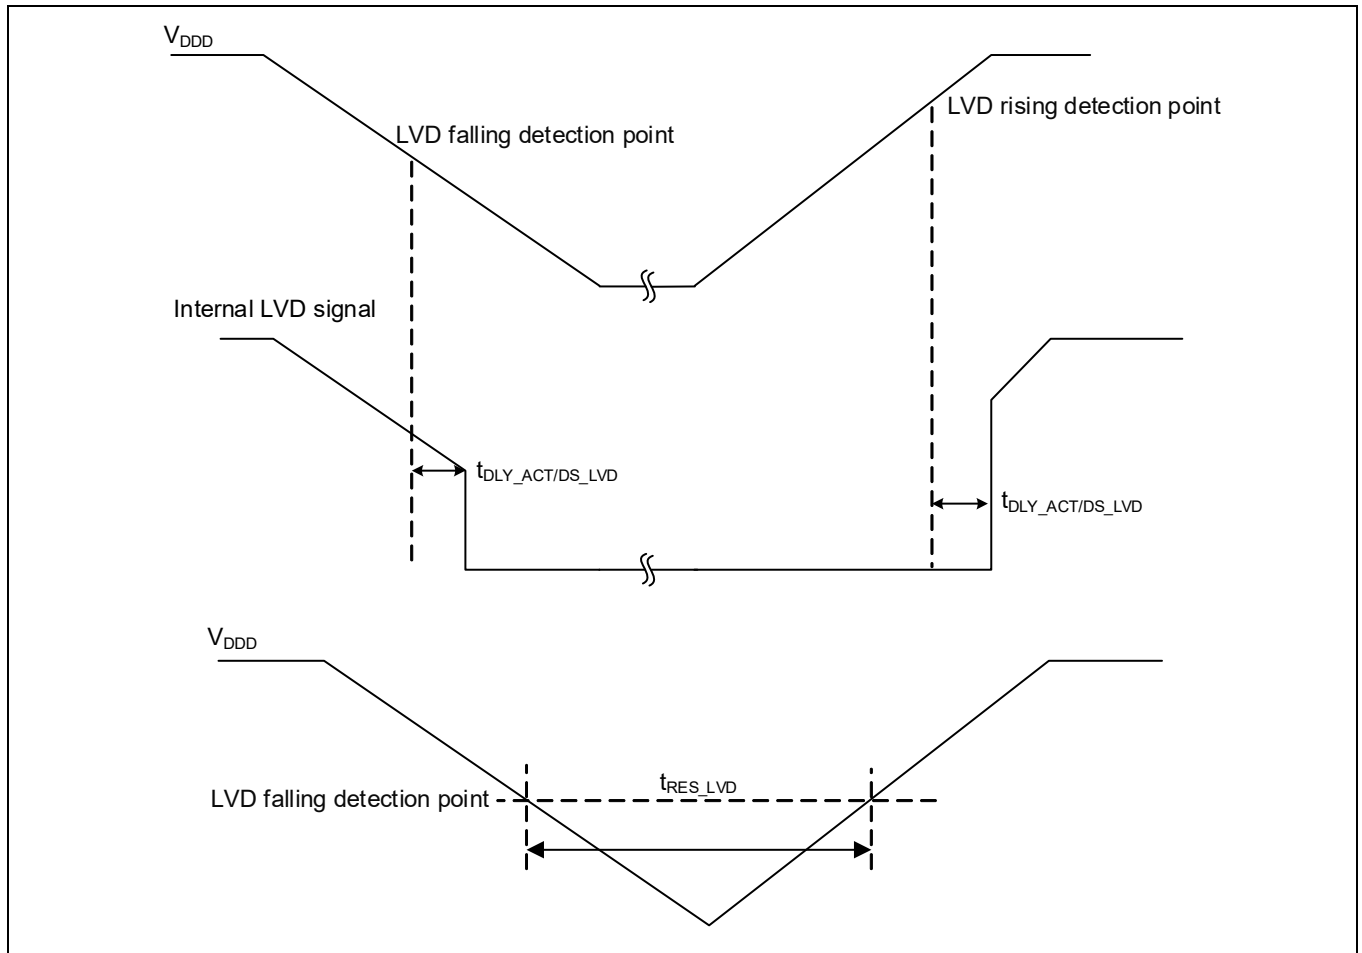 VDDD
LVD rising detection point
LVD falling detection point
Internal LVD signal
tDLY_ACT/DS_LVD
tDLY_ACT/DS_LVD
VDDD
tRES_LVD
LVD falling detection point